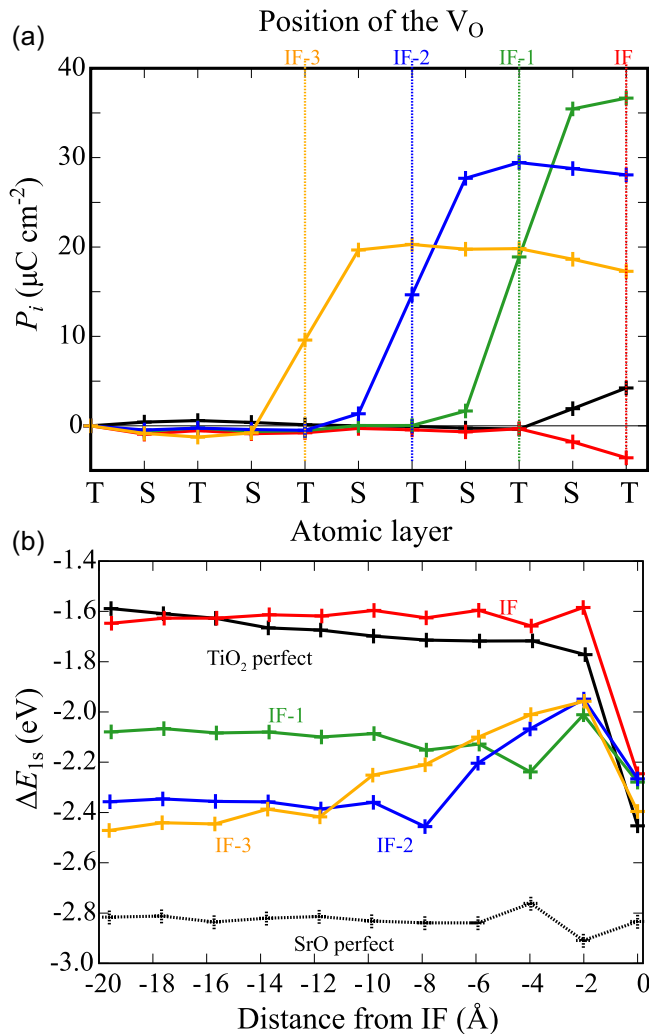 (a)
Position of the V_O
IF-3 IF-2 IF-1 IF
40
30
20
10
0
P_i (μC cm⁻²)
T S T S T S T S T S T
Atomic layer
(b)
-1.4
-1.6
-1.8
-2.0
-2.2
-2.4
-2.6
-2.8
-3.0
ΔE_1s (eV)
IF
TiO₂ perfect
IF-1
IF-3
IF-2
SrO perfect
-20 -18 -16 -14 -12 -10 -8 -6 -4 -2 0
Distance from IF (Å)